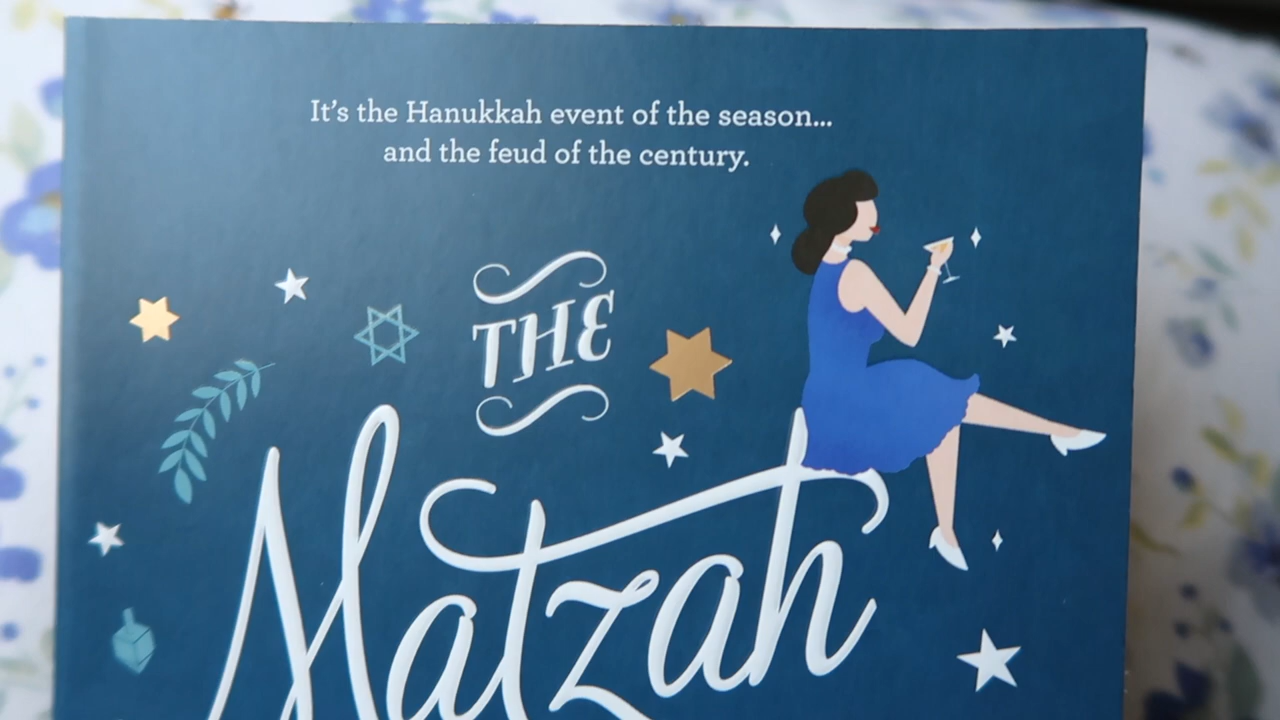 It's the Hanukkah event of the season...
and the feud of the century.
THE
Matzah